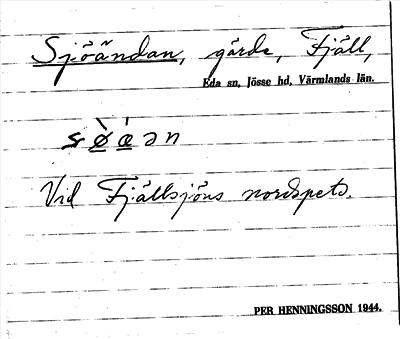 Sjöändan, gärde, Fjäll,
Eda sn, Jösse hd, Värmlands län.
Vid Fjällsjöns nordspets.
PER HENNINGSSON 1944.